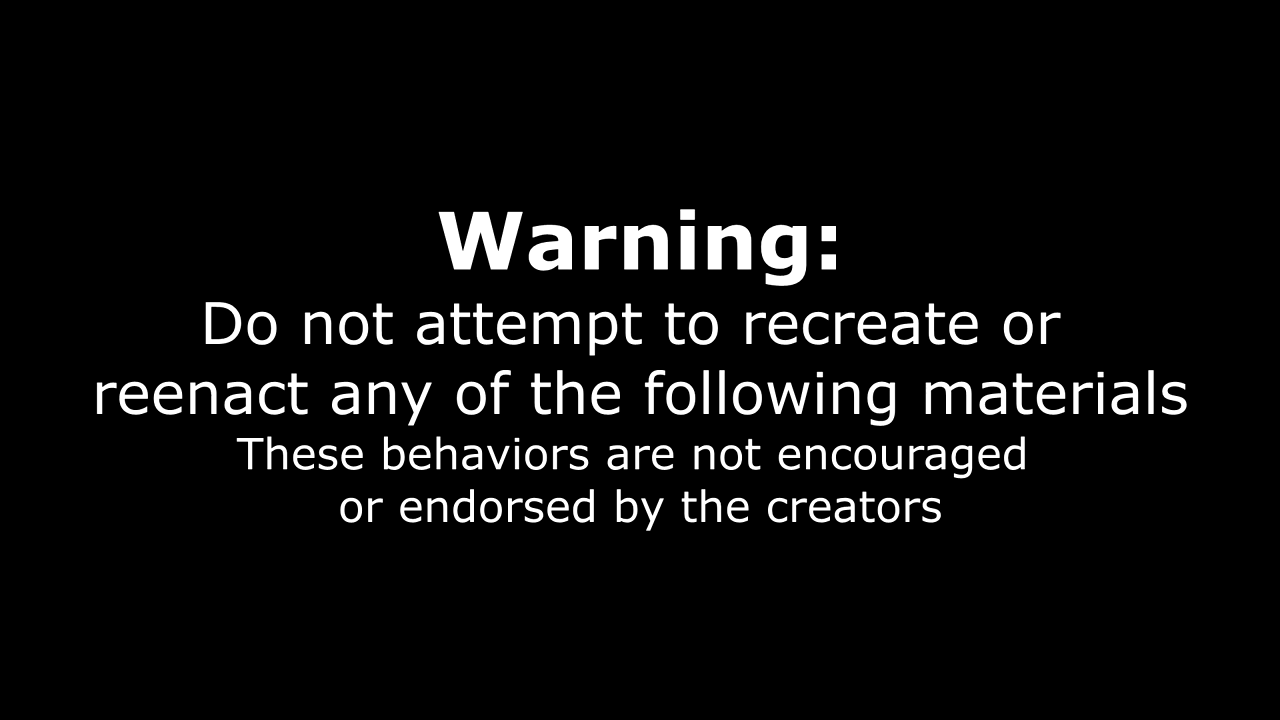 Warning:
Do not attempt to recreate or
reenact any of the following materials
These behaviors are not encouraged
or endorsed by the creators